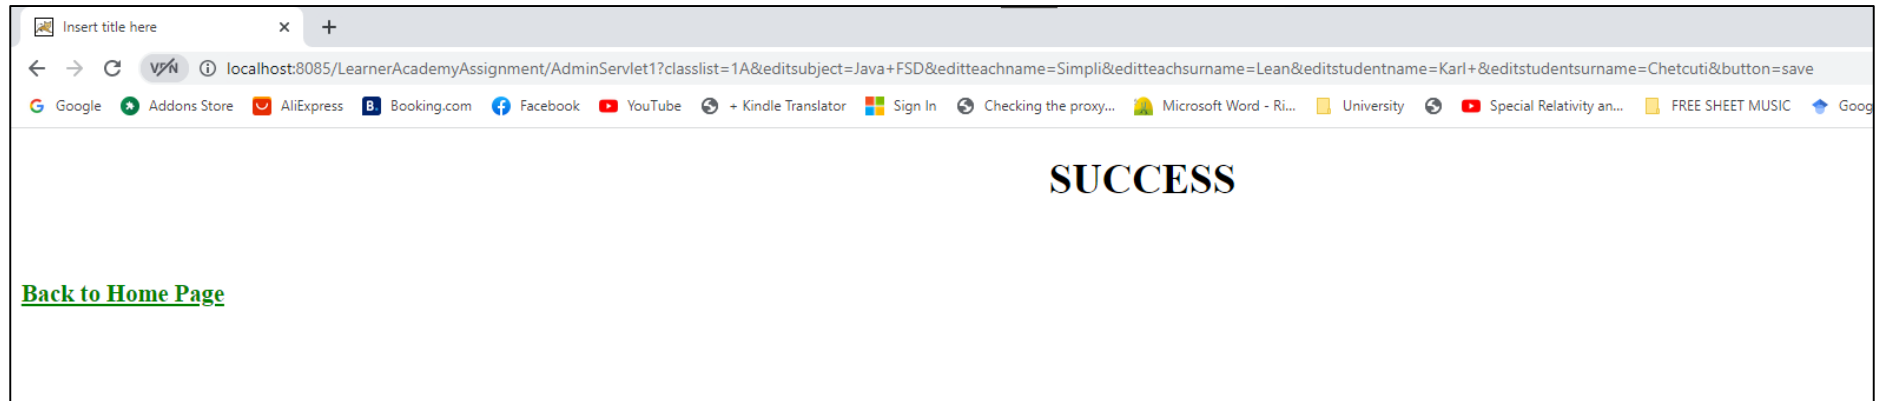 Insert title here
VPN localhost:8085/LearnerAcademyAssignment/AdminServlet1?classlist=1A&editsubject=Java+FSD&editteachname=Simpli&editteachsurname=Lean&editstudentname=Karl+&editstudentsurname=Chetcuti&button=save
Google Addons Store AliExpress B. Booking.com Facebook YouTube + Kindle Translator Sign In Checking the proxy... Microsoft Word - Ri... University Special Relativity an... FREE SHEET MUSIC Goog
SUCCESS
Back to Home Page